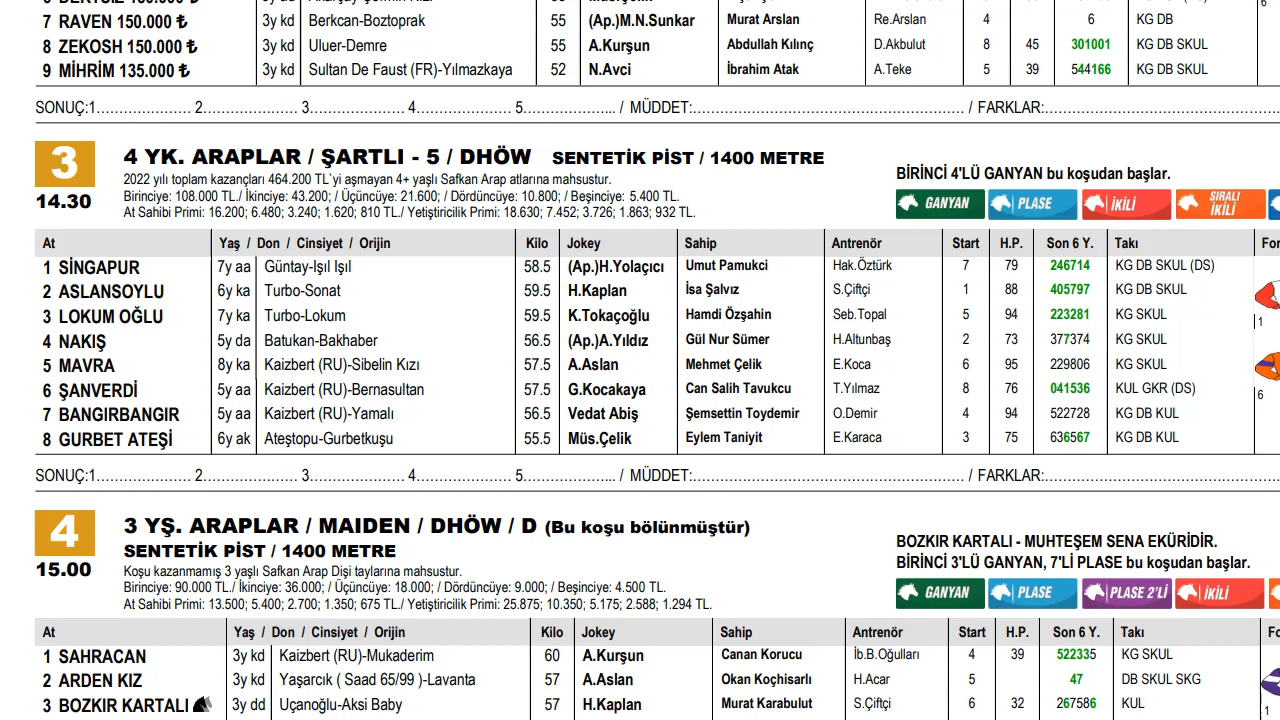 7 RAVEN 150.000 ₺ 3y kd Berkcan-Boztoprak 55 (Ap.)M.N.Sunkar Murat Arslan Re.Arslan 4 6 KG DB
8 ZEKOSH 150.000 ₺ 3y kd Uluer-Demre 55 A.Kurşun Abdullah Kılınç D.Akbulut 8 45 301001 KG DB SKUL
9 MİHRİM 135.000 ₺ 3y kd Sultan De Faust (FR)-Yılmazkaya 52 N.Avci İbrahim Atak A.Teke 5 39 544166 KG DB SKUL
SONUÇ:1..................... 2..................... 3..................... 4..................... 5..................... / MÜDDET:............................................................ / FARKLAR:............................................................
3 4 YK. ARAPLAR / ŞARTLI - 5 / DHÖW SENTETİK PİST / 1400 METRE
14.30
2022 yılı toplam kazançları 464.200 TL`yi aşmayan 4+ yaşlı Safkan Arap atlarına mahsustur.
Birinciye: 108.000 TL./ İkinciye: 43.200; / Üçüncüye: 21.600; / Dördüncüye: 10.800; / Beşinciye: 5.400 TL.
At Sahibi Primi: 16.200; 6.480; 3.240; 1.620; 810 TL./ Yetiştiricilik Primi: 18.630; 7.452; 3.726; 1.863; 932 TL.
BİRİNCİ 4'LÜ GANYAN bu koşudan başlar.
GANYAN PLASE İKİLİ SIRALI İKİLİ
At Yaş / Don / Cinsiyet / Orijin Kilo Jokey Sahip Antrenör Start H.P. Son 6 Y. Takı For
1 SİNGAPUR 7y aa Güntay-Işıl Işıl 58.5 (Ap.)H.Yolaçıcı Umut Pamukci Hak.Öztürk 7 79 246714 KG DB SKUL (DS)
2 ASLANSOYLU 6y ka Turbo-Sonat 59.5 H.Kaplan İsa Şalvız S.Çiftçi 1 88 405797 KG DB SKUL
3 LOKUM OĞLU 7y ka Turbo-Lokum 59.5 K.Tokaçoğlu Hamdi Özşahin Seb.Topal 5 94 223281 KG SKUL 1
4 NAKIŞ 5y da Batukan-Bakhaber 56.5 (Ap.)A.Yıldız Gül Nur Sümer H.Altunbaş 2 73 377374 KG SKUL
5 MAVRA 8y ka Kaizbert (RU)-Sibelin Kızı 57.5 A.Aslan Mehmet Çelik E.Koca 6 95 229806 KG SKUL
6 ŞANVERDİ 5y aa Kaizbert (RU)-Bernasultan 57.5 G.Kocakaya Can Salih Tavukcu T.Yılmaz 8 76 041536 KUL GKR (DS) 6
7 BANGIRBANGIR 5y aa Kaizbert (RU)-Yamalı 56.5 Vedat Abiş Şemsettin Toydemir O.Demir 4 94 522728 KG DB KUL
8 GURBET ATEŞİ 6y ak Ateştopu-Gurbetkuşu 55.5 Müs.Çelik Eylem Taniyit E.Karaca 3 75 636567 KG DB KUL
SONUÇ:1..................... 2..................... 3..................... 4..................... 5..................... / MÜDDET:............................................................ / FARKLAR:............................................................
4 3 YŞ. ARAPLAR / MAIDEN / DHÖW / D (Bu koşu bölünmüştür)
SENTETİK PİST / 1400 METRE
15.00
Koşu kazanmamış 3 yaşlı Safkan Arap Dişi taylarına mahsustur.
Birinciye: 90.000 TL./ İkinciye: 36.000; / Üçüncüye: 18.000; / Dördüncüye: 9.000; / Beşinciye: 4.500 TL.
At Sahibi Primi: 13.500; 5.400; 2.700; 1.350; 675 TL./ Yetiştiricilik Primi: 25.875; 10.350; 5.175; 2.588; 1.294 TL.
BOZKIR KARTALI - MUHTEŞEM SENA EKÜRİDİR.
BİRİNCİ 3'LÜ GANYAN, 7'Lİ PLASE bu koşudan başlar.
GANYAN PLASE PLASE 2'Lİ İKİLİ
At Yaş / Don / Cinsiyet / Orijin Kilo Jokey Sahip Antrenör Start H.P. Son 6 Y. Takı Fo
1 SAHRACAN 3y kd Kaizbert (RU)-Mukaderim 60 A.Kurşun Canan Korucu İb.B.Oğulları 4 39 522335 KG SKUL
2 ARDEN KIZ 3y kd Yaşarcık ( Saad 65/99 )-Lavanta 57 A.Aslan Okan Koçhisarlı H.Acar 5 47 DB SKUL SKG
3 BOZKIR KARTALI 3y dd Uçanoğlu-Aksi Baby 57 H.Kaplan Murat Karabulut S.Çiftçi 6 32 267586 KUL 1